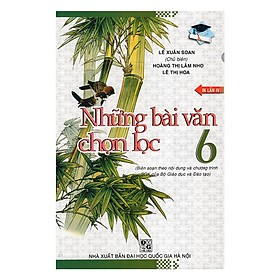 LÊ XUÂN SOAN
(Chủ biên)
HOÀNG THỊ LÂM NHO
LÊ THỊ HOA
IN LẦN IV
Những bài văn
chọn lọc
6
(Biên soạn theo nội dung và chương trình
của Bộ Giáo dục và Đào tạo)
NHÀ XUẤT BẢN ĐẠI HỌC QUỐC GIA HÀ NỘI